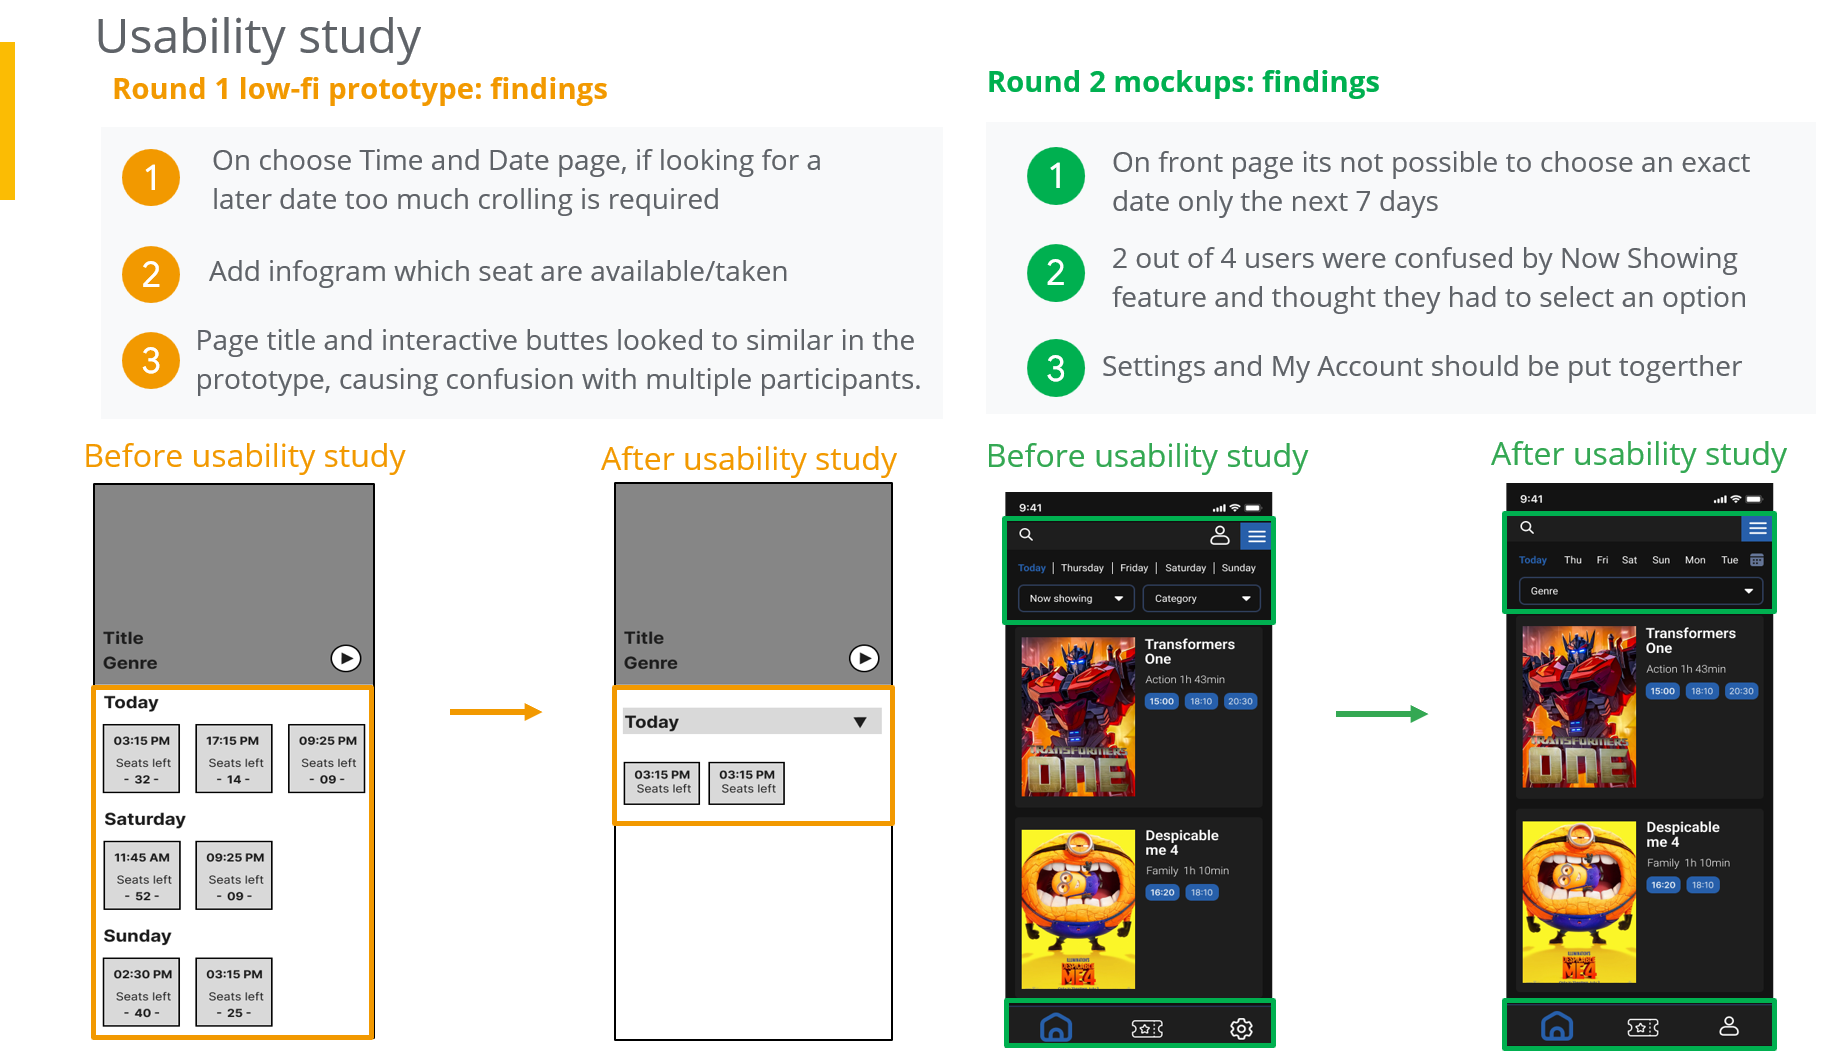 Usability study
Round 1 low-fi prototype: findings
1
On choose Time and Date page, if looking for a
later date too much crolling is required
2
Add infogram which seat are available/taken
3
Page title and interactive buttes looked to similar in the
prototype, causing confusion with multiple participants.
Round 2 mockups: findings
1
On front page its not possible to choose an exact
date only the next 7 days
2
2 out of 4 users were confused by Now Showing
feature and thought they had to select an option
3
Settings and My Account should be put togerther
Before usability study
Title
Genre
Today
03:15 PM 17:15 PM 09:25 PM
Seats left Seats left Seats left
- 32 - - 14 - - 09 -
Saturday
11:45 AM 09:25 PM
Seats left Seats left
- 52 - - 09 -
Sunday
02:30 PM 03:15 PM
Seats left Seats left
- 40 - - 25 -
After usability study
Title
Genre
Today
03:15 PM 03:15 PM
Seats left Seats left
Before usability study
9:41
Today | Thursday | Friday | Saturday | Sunday
Now showing Category
Transformers
One
Action 1h 43min
15:00 18:10 20:30
TRANSFORMERS
ONE
Despicable
me 4
Family 1h 10min
16:20 18:10
DESPICABLE
ME4
After usability study
9:41
Today Thu Fri Sat Sun Mon Tue
Genre
Transformers
One
Action 1h 43min
15:00 18:10 20:30
TRANSFORMERS
ONE
Despicable
me 4
Family 1h 10min
16:20 18:10
DESPICABLE
ME4